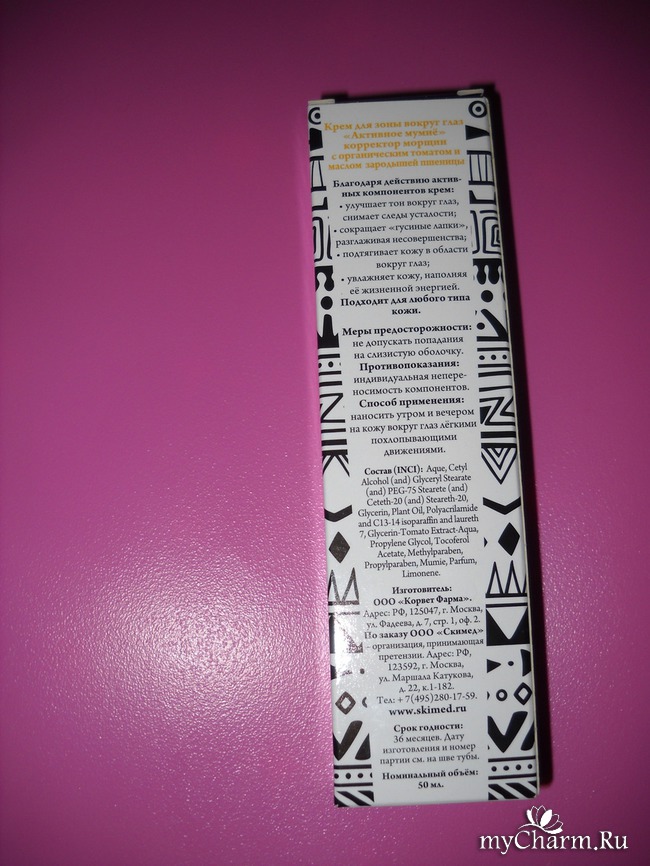 Крем для зоны вокруг глаз
«Активное мумиё»
корректор морщин
с органическим томатом и
маслом зародышей пшеницы
Благодаря действию актив-
ных компонентов крем:
• улучшает тон вокруг глаз,
снимает следы усталости;
• сокращает «гусиные лапки»,
разглаживая несовершенства;
• подтягивает кожу в области
вокруг глаз;
• увлажняет кожу, наполняя
её жизненной энергией.
Подходит для любого типа
кожи.
Меры предосторожности:
не допускать попадания
на слизистую оболочку.
Противопоказания:
индивидуальная непере-
носимость компонентов.
Способ применения:
наносить утром и вечером
на кожу вокруг глаз лёгкими
похлопывающими
движениями.
Состав (INCI): Aque, Cetyl
Alcohol (and) Glyceryl Stearate
(and) PEG-75 Stearete (and)
Ceteth-20 (and) Steareth-20,
Glycerin, Plant Oil, Polyacrilamide
and C13-14 isoparaffin and laureth
7, Glycerin-Tomato Extract-Aqua,
Propylene Glycol, Tocoferol
Acetate, Methylparaben,
Propylparaben, Mumie, Parfum,
Limonene.
Изготовитель:
ООО «Корвет Фарма».
Адрес: РФ, 125047, г. Москва,
ул. Фадеева, д. 7, стр. 1, оф. 2.
По заказу ООО «Скимед»
– организация, принимающая
претензии. Адрес: РФ,
123592, г. Москва,
ул. Маршала Катукова,
д. 22, к.1-182.
Тел: + 7(495)280-17-59.
www.skimed.ru
Срок годности:
36 месяцев. Дату
изготовления и номер
партии см. на шве тубы.
Номинальный объём:
50 мл.
myCharm.Ru